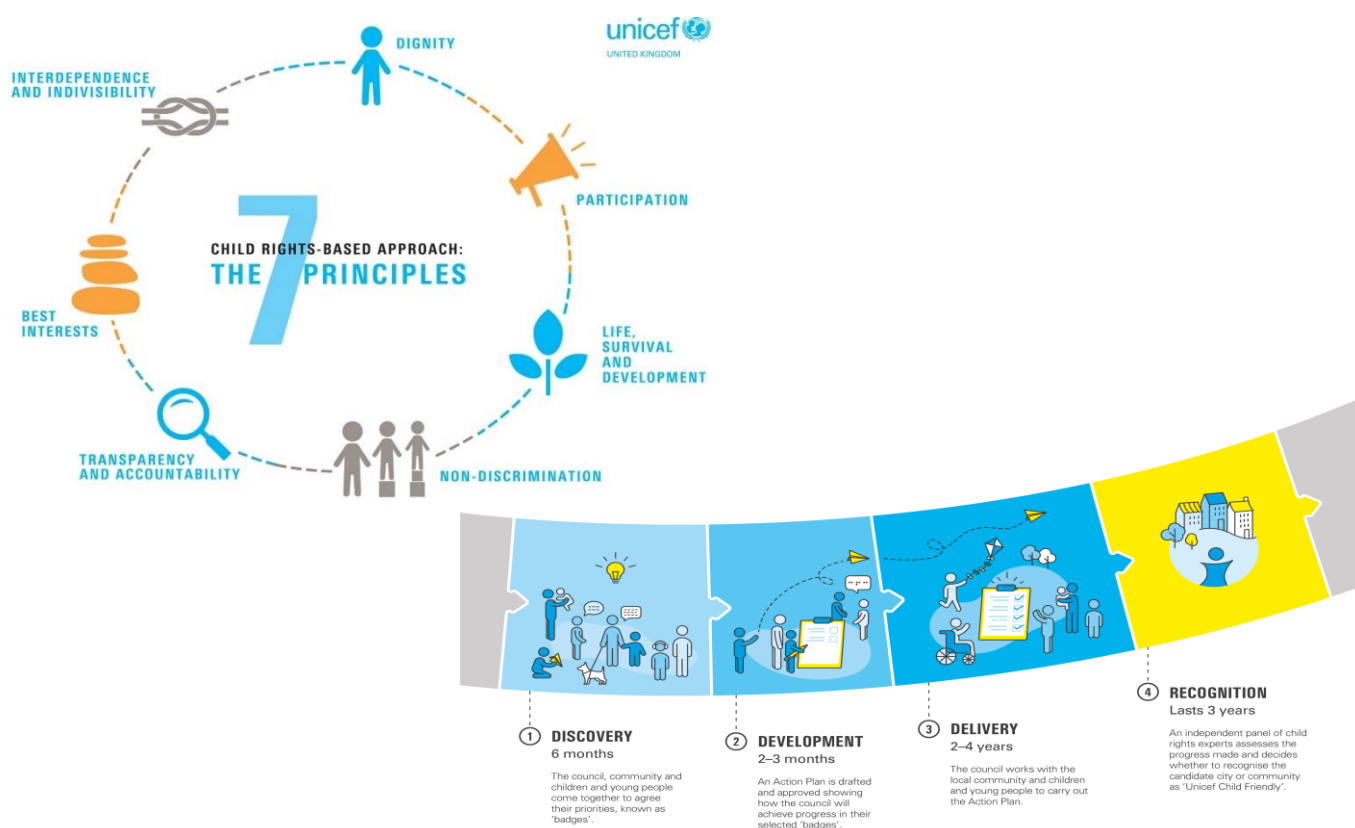 unicef
UNITED KINGDOM
DIGNITY
INTERDEPENDENCE
AND INDIVISIBILITY
PARTICIPATION
7
CHILD RIGHTS-BASED APPROACH:
THE PRINCIPLES
BEST
INTERESTS
LIFE,
SURVIVAL
AND
DEVELOPMENT
TRANSPARENCY
AND ACCOUNTABILITY
NON-DISCRIMINATION
1 DISCOVERY
6 months
The council, community and
children and young people
come together to agree
their priorities, known as
‘badges’.
2 DEVELOPMENT
2–3 months
An Action Plan is drafted
and approved showing
how the council will
achieve progress in their
selected ‘badges’.
3 DELIVERY
2–4 years
The council works with the
local community and children
and young people to carry out
the Action Plan.
4 RECOGNITION
Lasts 3 years
An independent panel of child
rights experts assesses the
progress made and decides
whether to recognise the
candidate city or community
as ‘Unicef Child Friendly’.